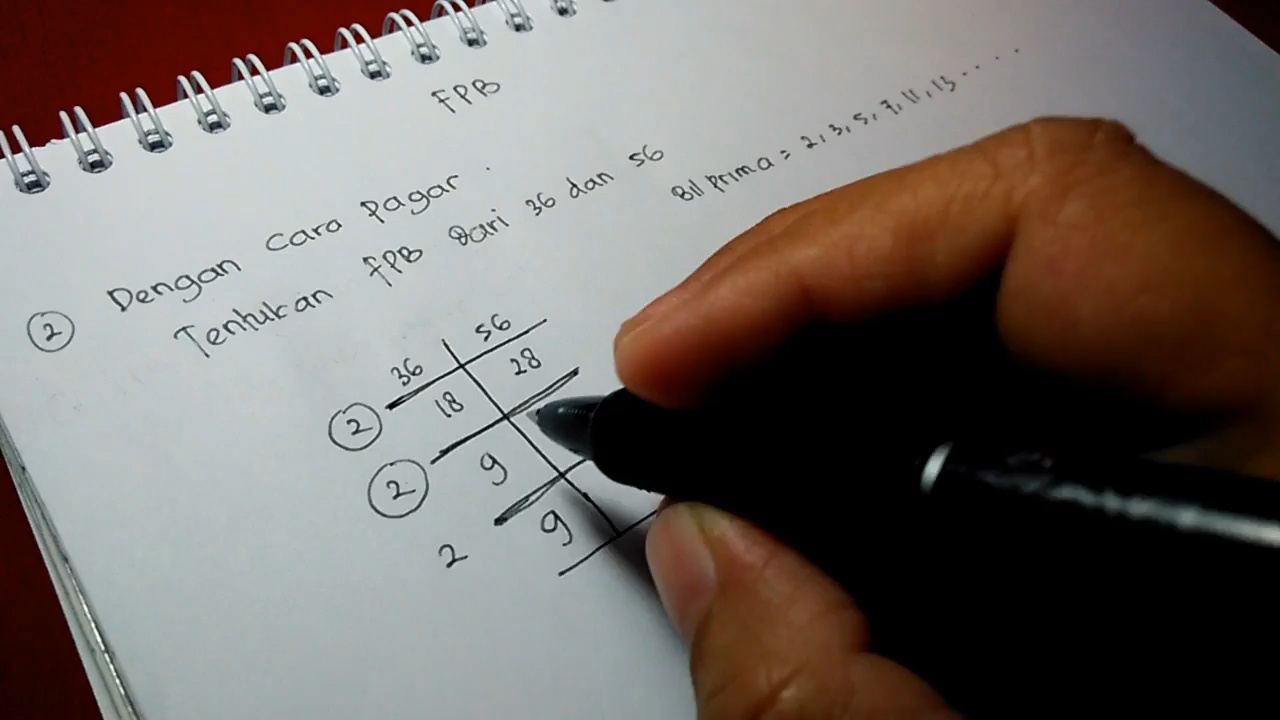 FPB
② Dengan Cara Pagar.
Tentukan FPB dari 36 dan 56
Bil prima = 2, 3, 5, 7, 11, 13 ....
36 56
② 18 28
② 9
2 9